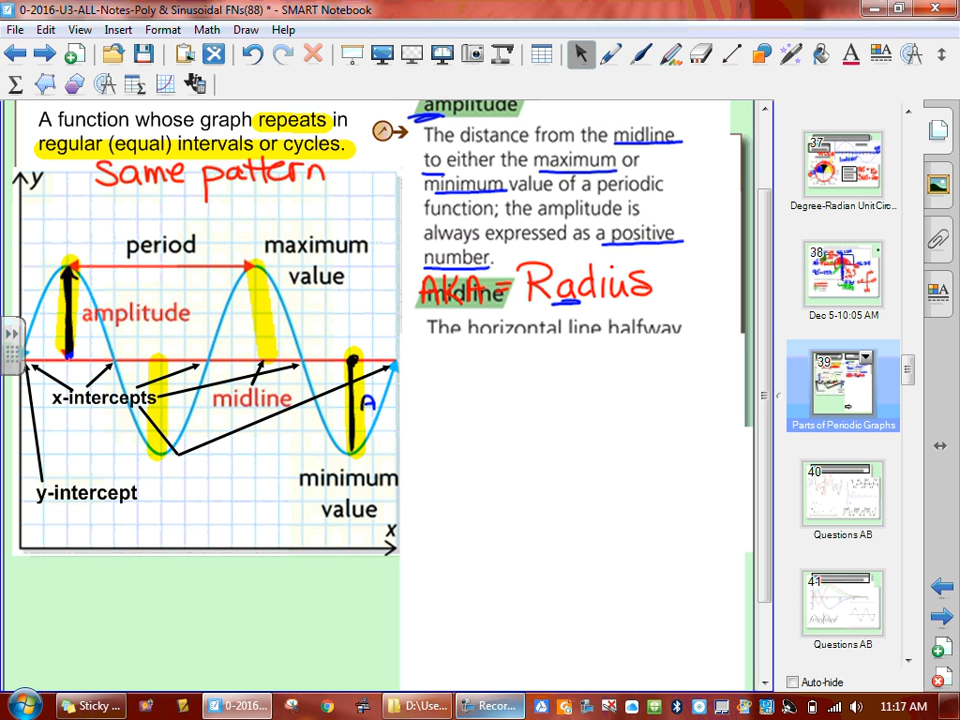 0-2016-U3-ALL-Notes-Poly & Sinusoidal FNs(88) * - SMART Notebook
File Edit View Insert Format Math Draw Help
A function whose graph repeats in
regular (equal) intervals or cycles.
Same pattern
y
period
maximum
value
amplitude
x-intercepts
midline
A
y-intercept
minimum
value
x
amplitude
The distance from the midline
to either the maximum or
minimum value of a periodic
function; the amplitude is
always expressed as a positive
number.
AKA = Radius
midline
The horizontal line halfway
37
Degree-Radian UnitCirc...
38
Dec 5-10:05 AM
39
Parts of Periodic Graphs
40
Questions AB
41
Questions AB
Auto-hide
Sticky ...
0-2016...
D:\Use...
Recor...
11:17 AM